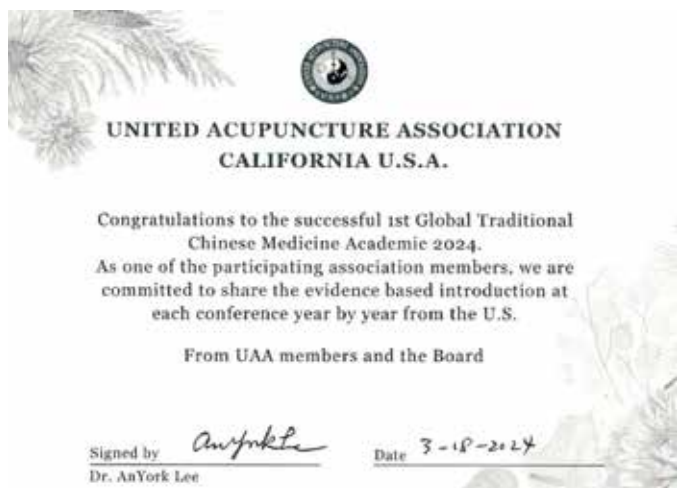 UNITED ACUPUNCTURE ASSOCIATION
CALIFORNIA U.S.A.
Congratulations to the successful 1st Global Traditional
Chinese Medicine Academic 2024.
As one of the participating association members, we are
committed to share the evidence based introduction at
each conference year by year from the U.S.
From UAA members and the Board
Signed by
Date 3-18-2024
Dr. AnYork Lee